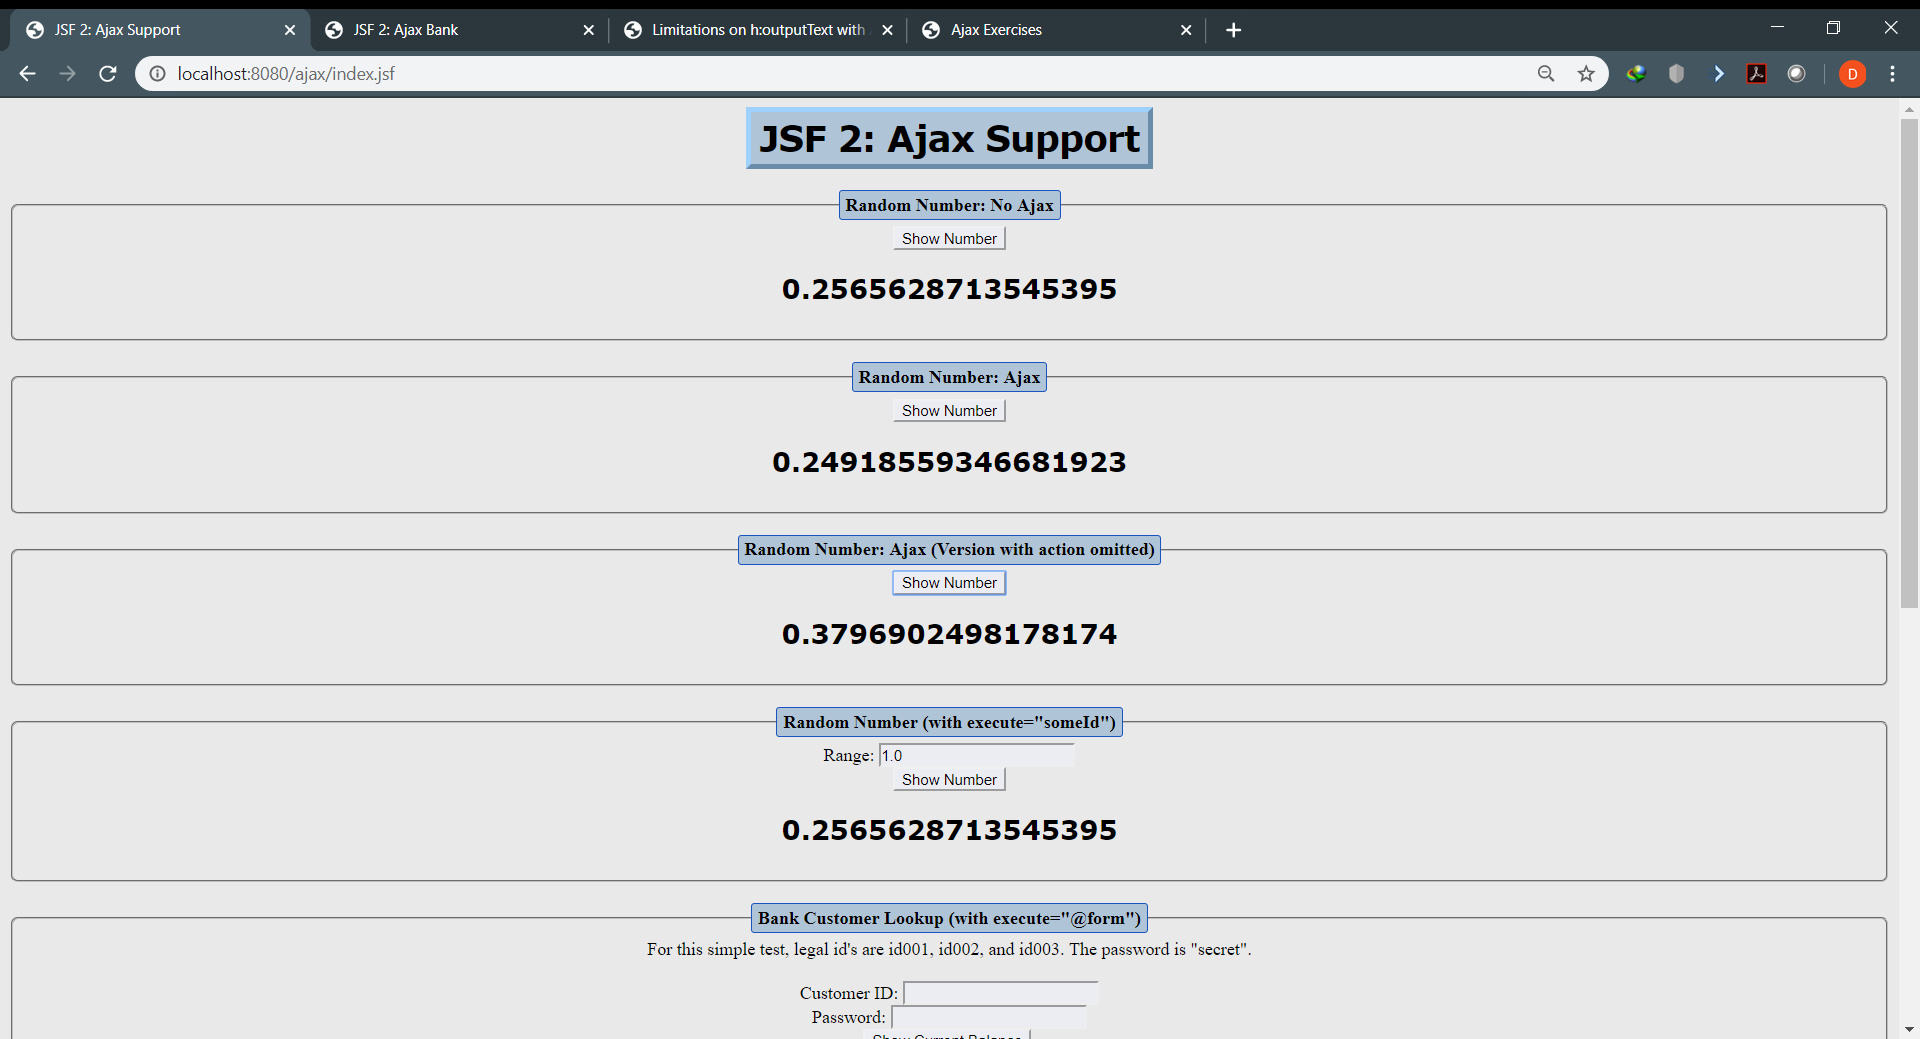 JSF 2: Ajax Support
JSF 2: Ajax Bank
Limitations on h:outputText with
Ajax Exercises
localhost:8080/ajax/index.jsf
D
JSF 2: Ajax Support
Random Number: No Ajax
Show Number
0.2565628713545395
Random Number: Ajax
Show Number
0.24918559346681923
Random Number: Ajax (Version with action omitted)
Show Number
0.3796902498178174
Random Number (with execute="someId")
Range: 1.0
Show Number
0.2565628713545395
Bank Customer Lookup (with execute="@form")
For this simple test, legal id's are id001, id002, and id003. The password is "secret".
Customer ID:
Password:
Show Current Balance